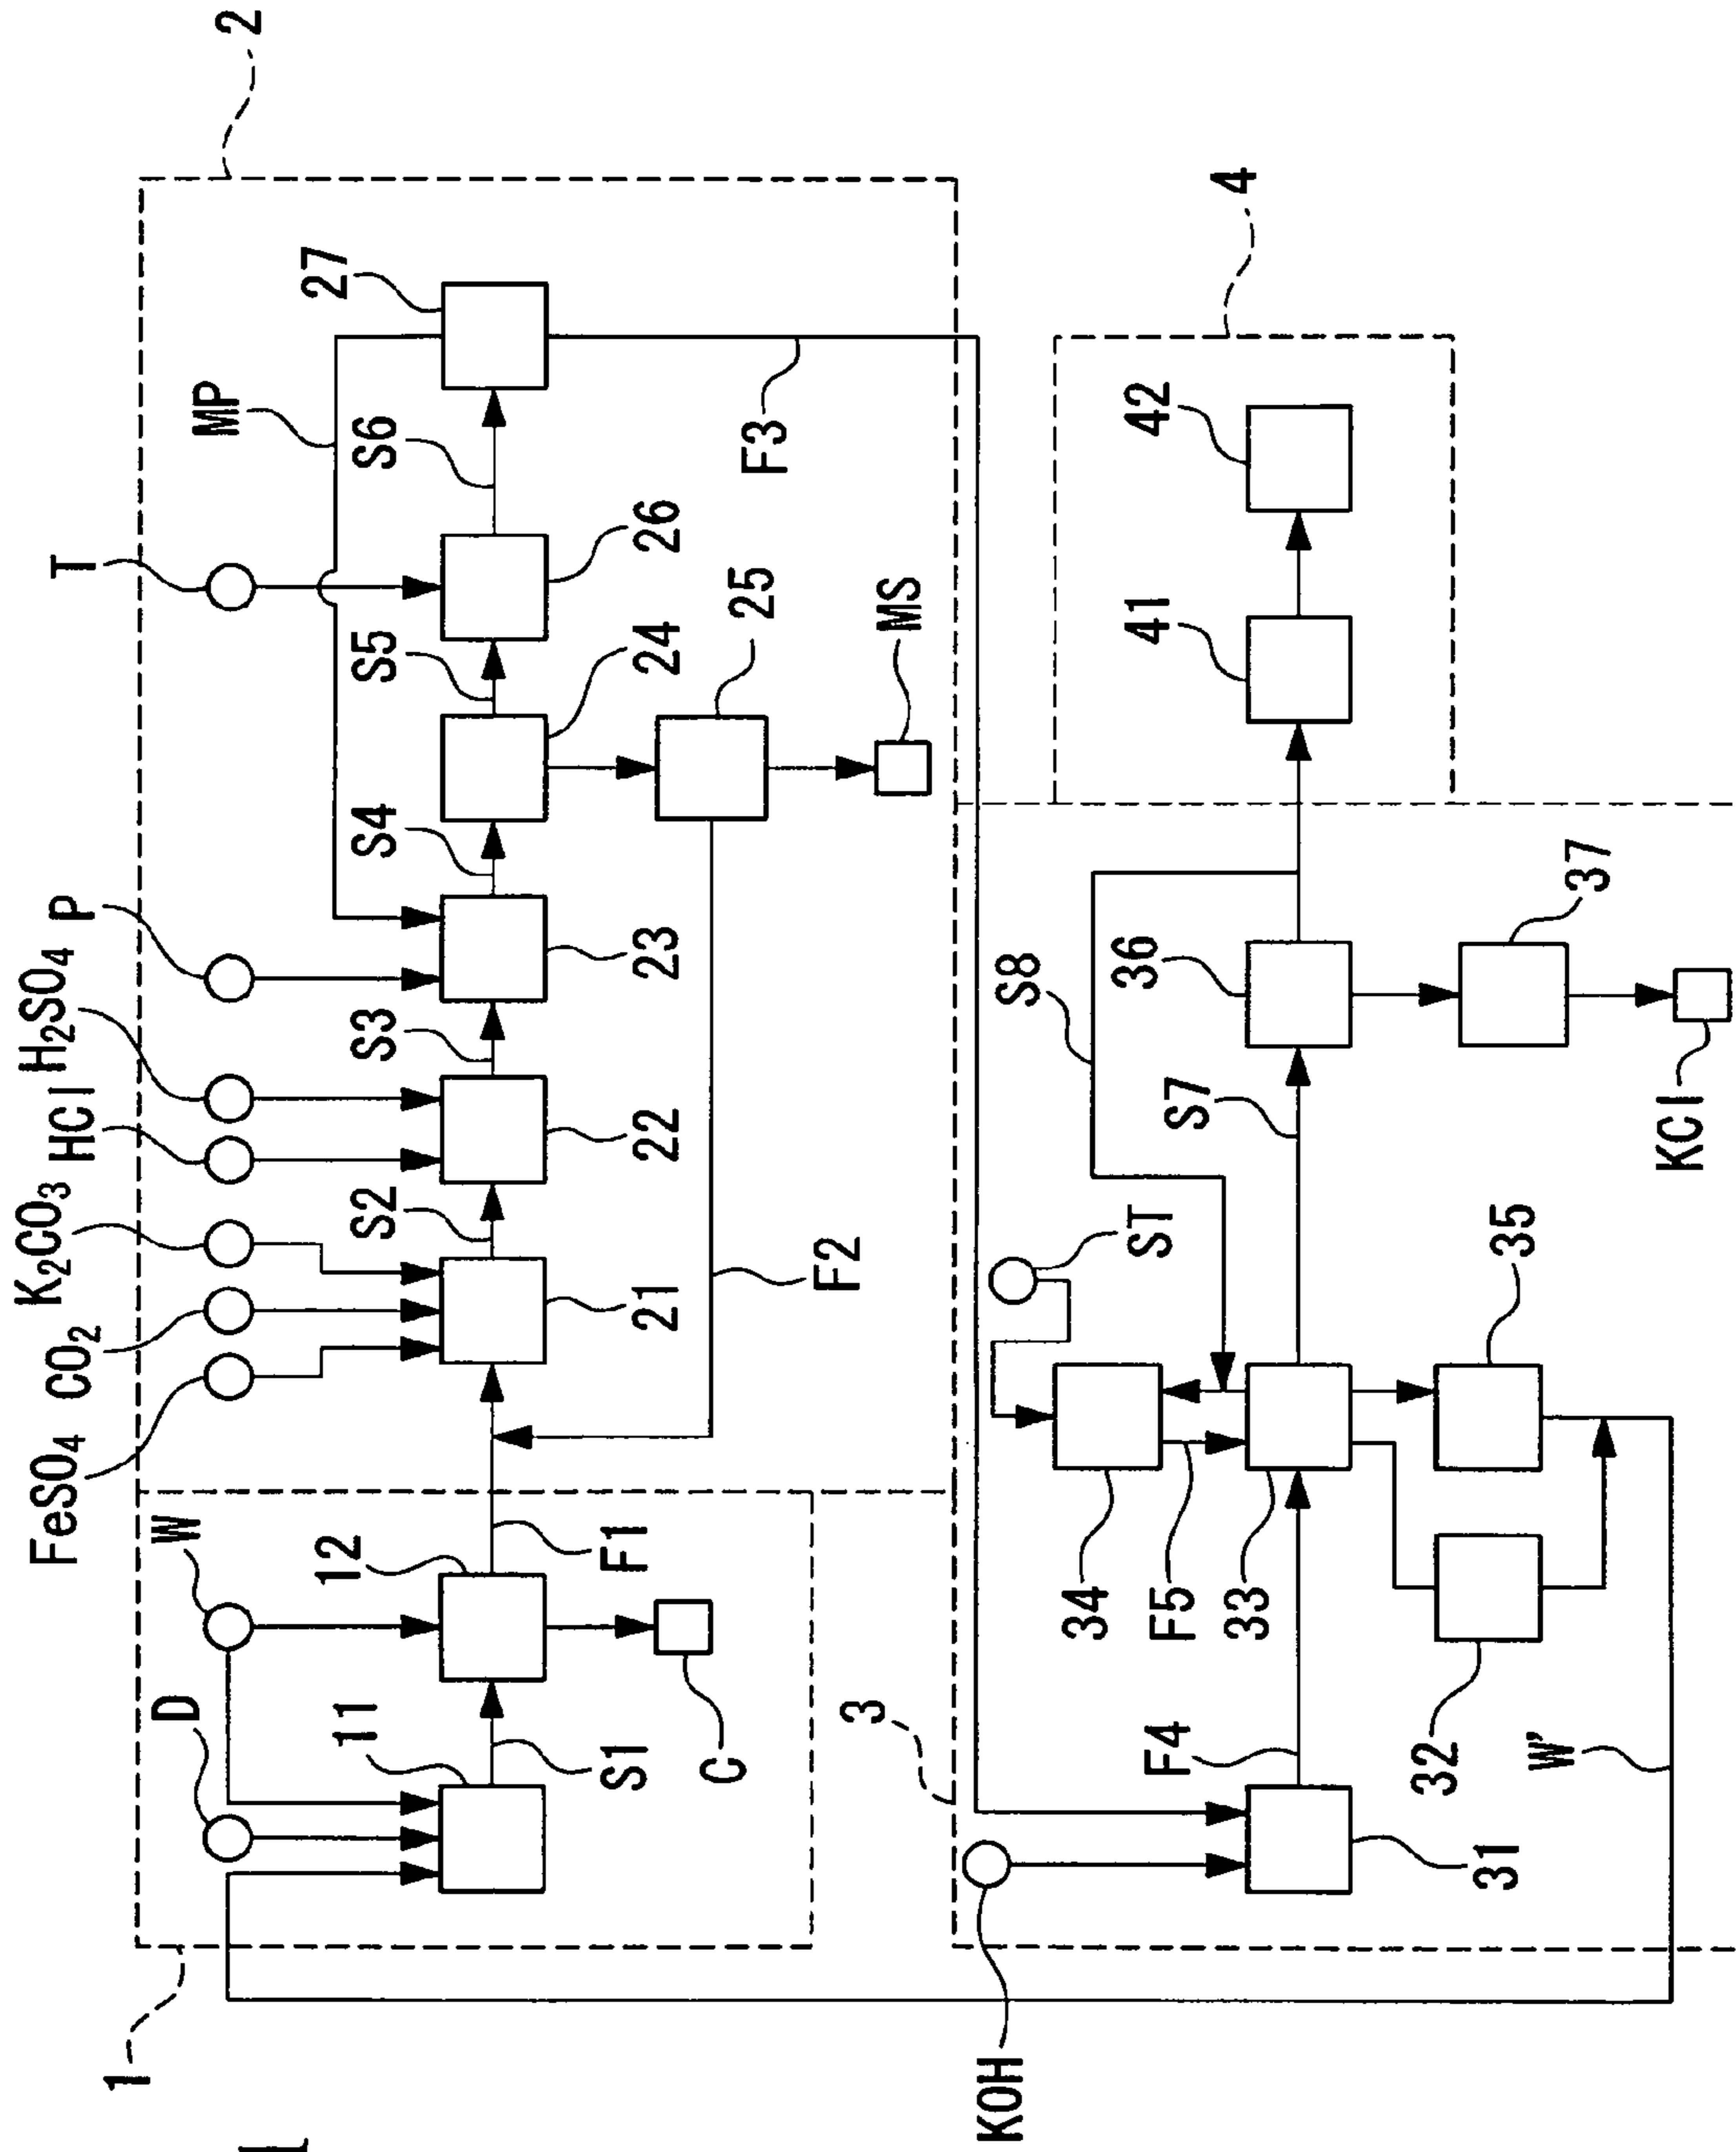 2
T
MP
27
S6
26
S5
24
25
MS
F3
P
H₂SO₄
HCl
K₂CO₃
CO₂
FeSO₄
S4
23
S3
22
S2
21
F2
W
D
12
11
F1
S1
C
1
4
42
41
S8
36
37
S7
KCl
ST
35
34
F5
33
32
F4
W'
3
31
KOH